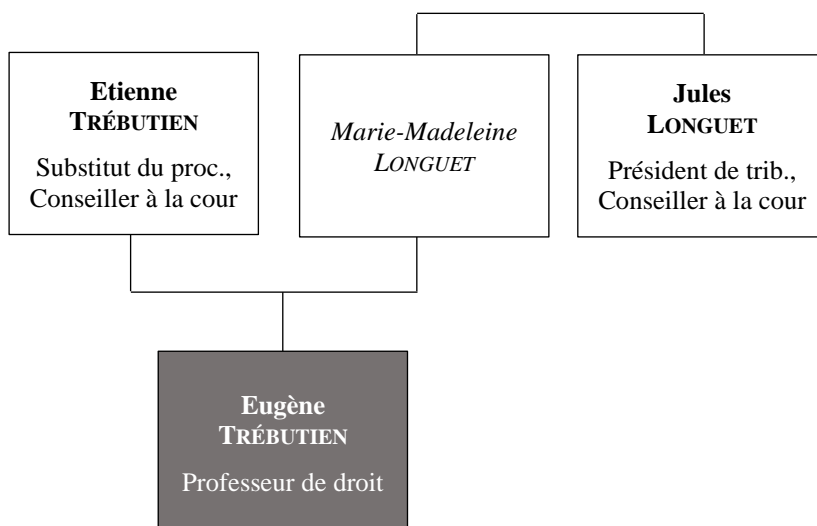 Etienne
TRÉBUTIEN
Substitut du proc.,
Conseiller à la cour
Marie-Madeleine
LONGUET
Jules
LONGUET
Président de trib.,
Conseiller à la cour
Eugène
TRÉBUTIEN
Professeur de droit